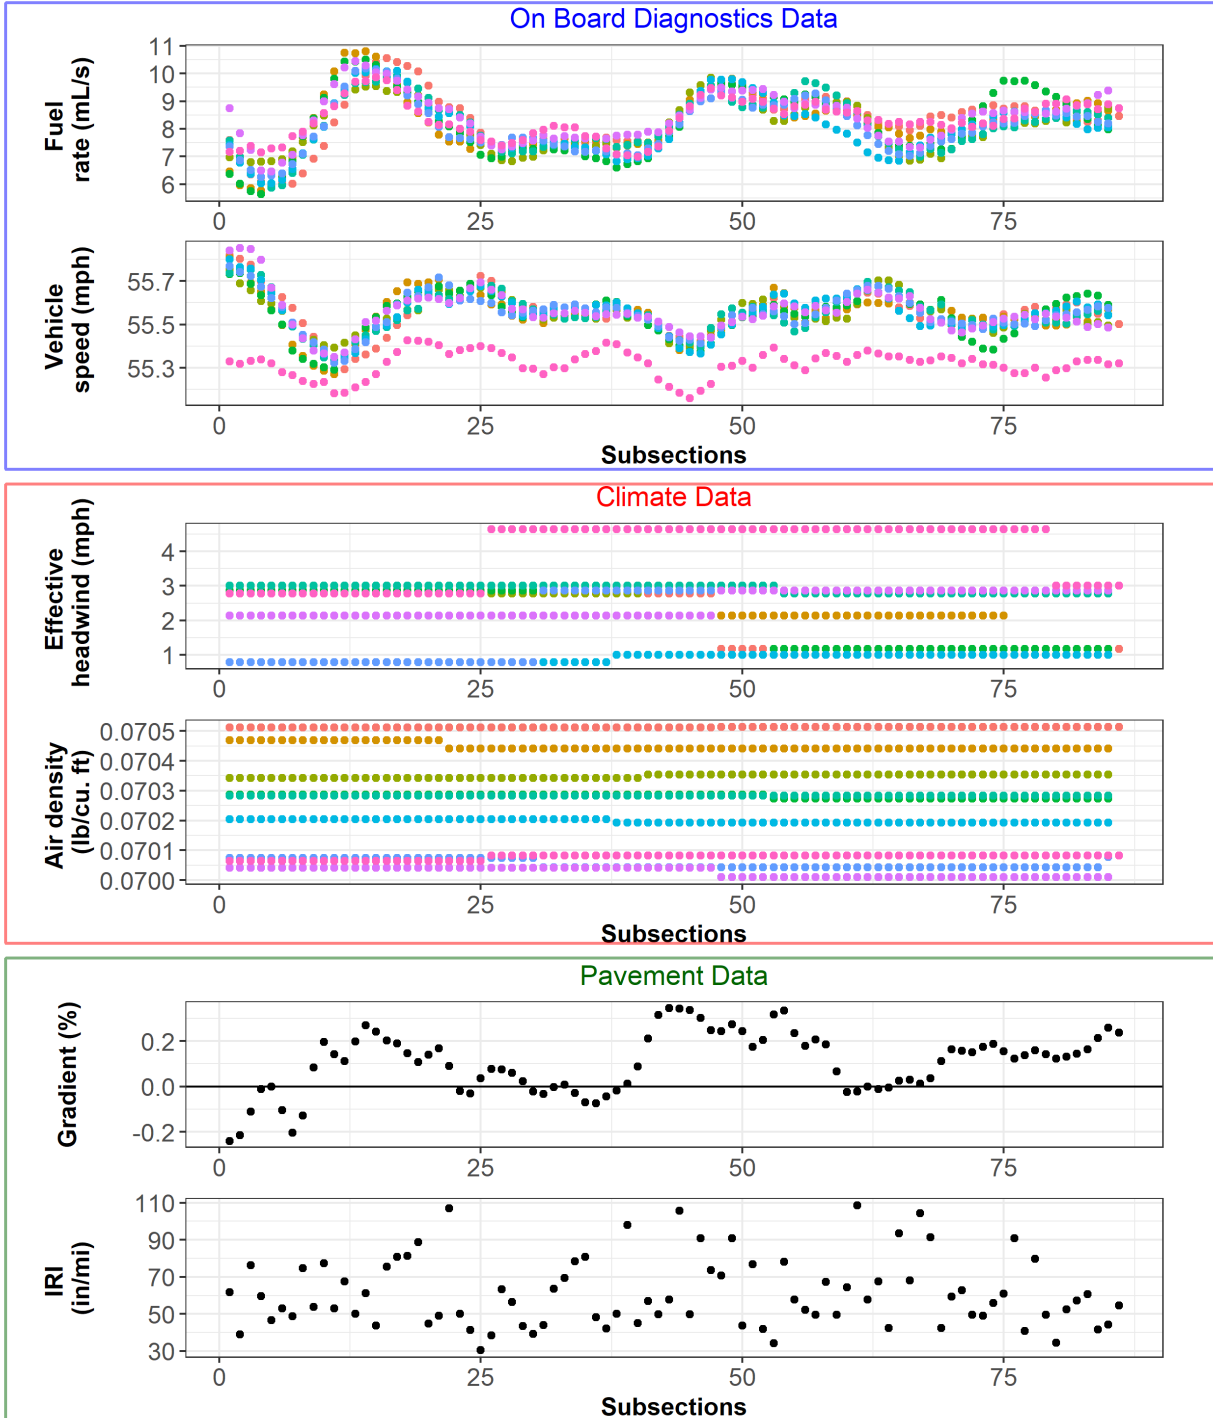 On Board Diagnostics Data
Fuel
rate (mL/s)
11
10
9
8
7
6
0 25 50 75
Vehicle
speed (mph)
55.7
55.5
55.3
0 25 50 75
Subsections
Climate Data
Effective
headwind (mph)
4
3
2
1
0 25 50 75
Air density
(lb/cu. ft)
0.0705
0.0704
0.0703
0.0702
0.0701
0.0700
0 25 50 75
Subsections
Pavement Data
Gradient (%)
0.2
0.0
-0.2
0 25 50 75
IRI
(in/mi)
110
90
70
50
30
0 25 50 75
Subsections